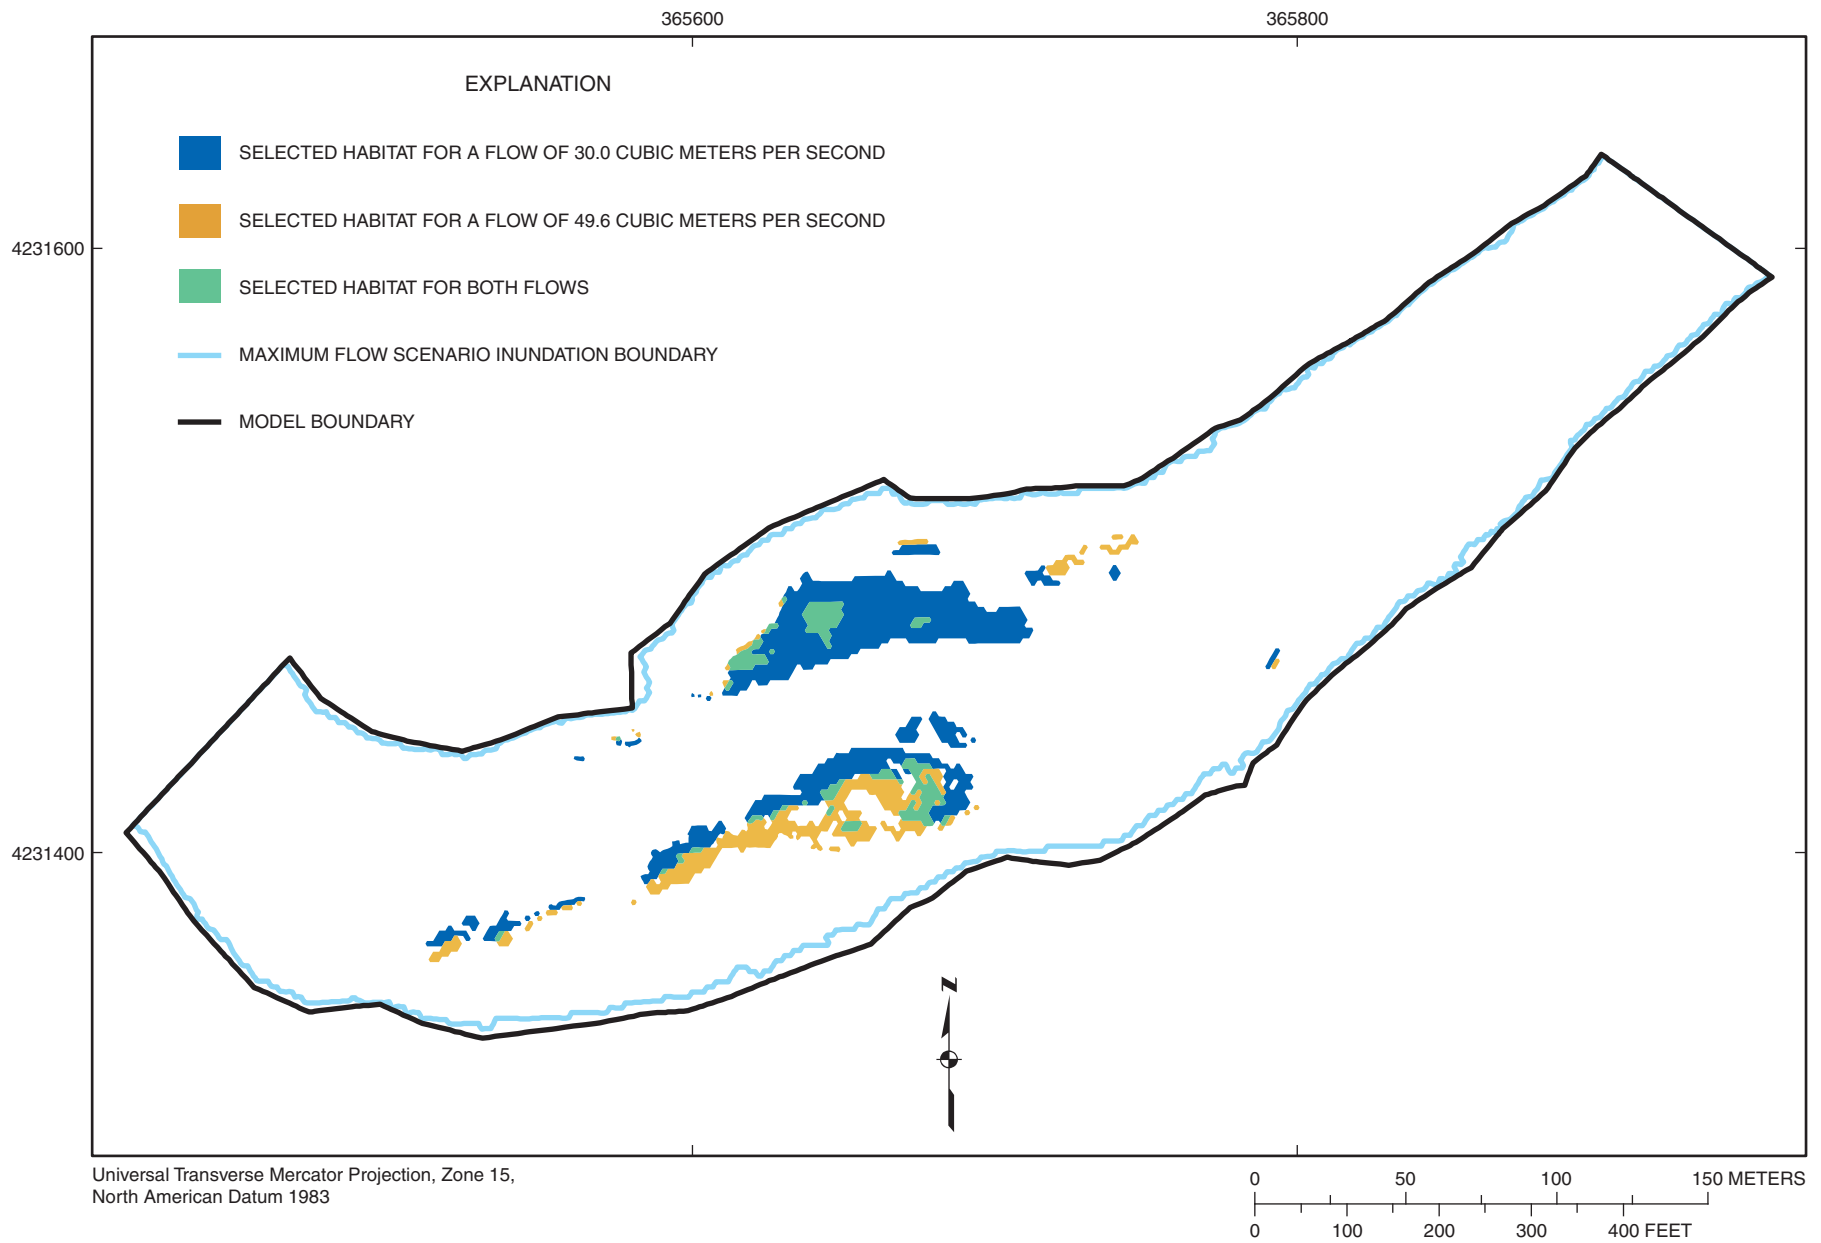 365600
365800
EXPLANATION
SELECTED HABITAT FOR A FLOW OF 30.0 CUBIC METERS PER SECOND
SELECTED HABITAT FOR A FLOW OF 49.6 CUBIC METERS PER SECOND
4231600
SELECTED HABITAT FOR BOTH FLOWS
MAXIMUM FLOW SCENARIO INUNDATION BOUNDARY
MODEL BOUNDARY
4231400
N
Universal Transverse Mercator Projection, Zone 15,
North American Datum 1983
0 50 100 150 METERS
0 100 200 300 400 FEET